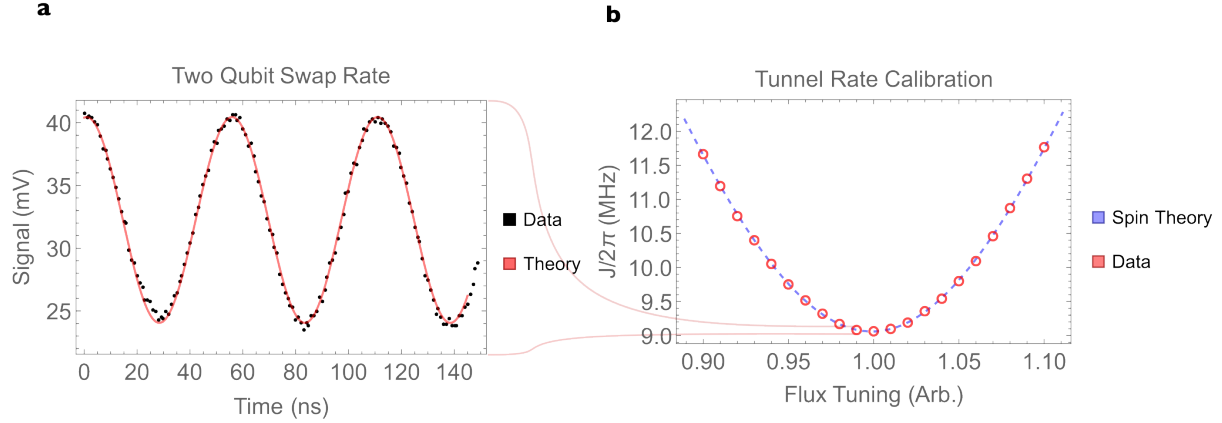 a
Two Qubit Swap Rate
Signal (mV)
40
35
30
25
0 20 40 60 80 100 120 140
Time (ns)
Data
Theory
b
Tunnel Rate Calibration
J/2π (MHz)
12.0
11.5
11.0
10.5
10.0
9.5
9.0
0.90 0.95 1.00 1.05 1.10
Flux Tuning (Arb.)
Spin Theory
Data